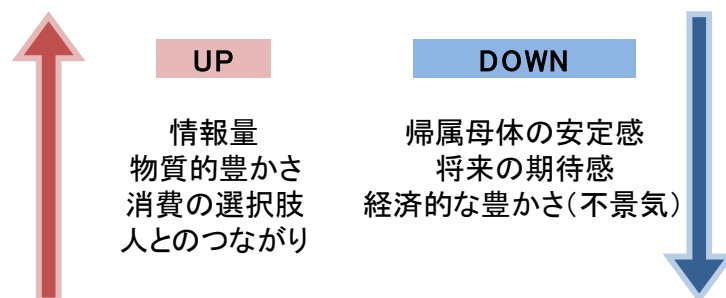 UP
情報量
物質的豊かさ
消費の選択肢
人とのつながり
DOWN
帰属母体の安定感
将来の期待感
経済的な豊かさ(不景気)